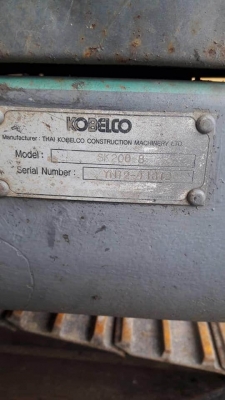 KOBELCO
Manufacturer: THAI KOBELCO CONSTRUCTION MACHINERY LTD.
Model: SK200-8
Serial Number: